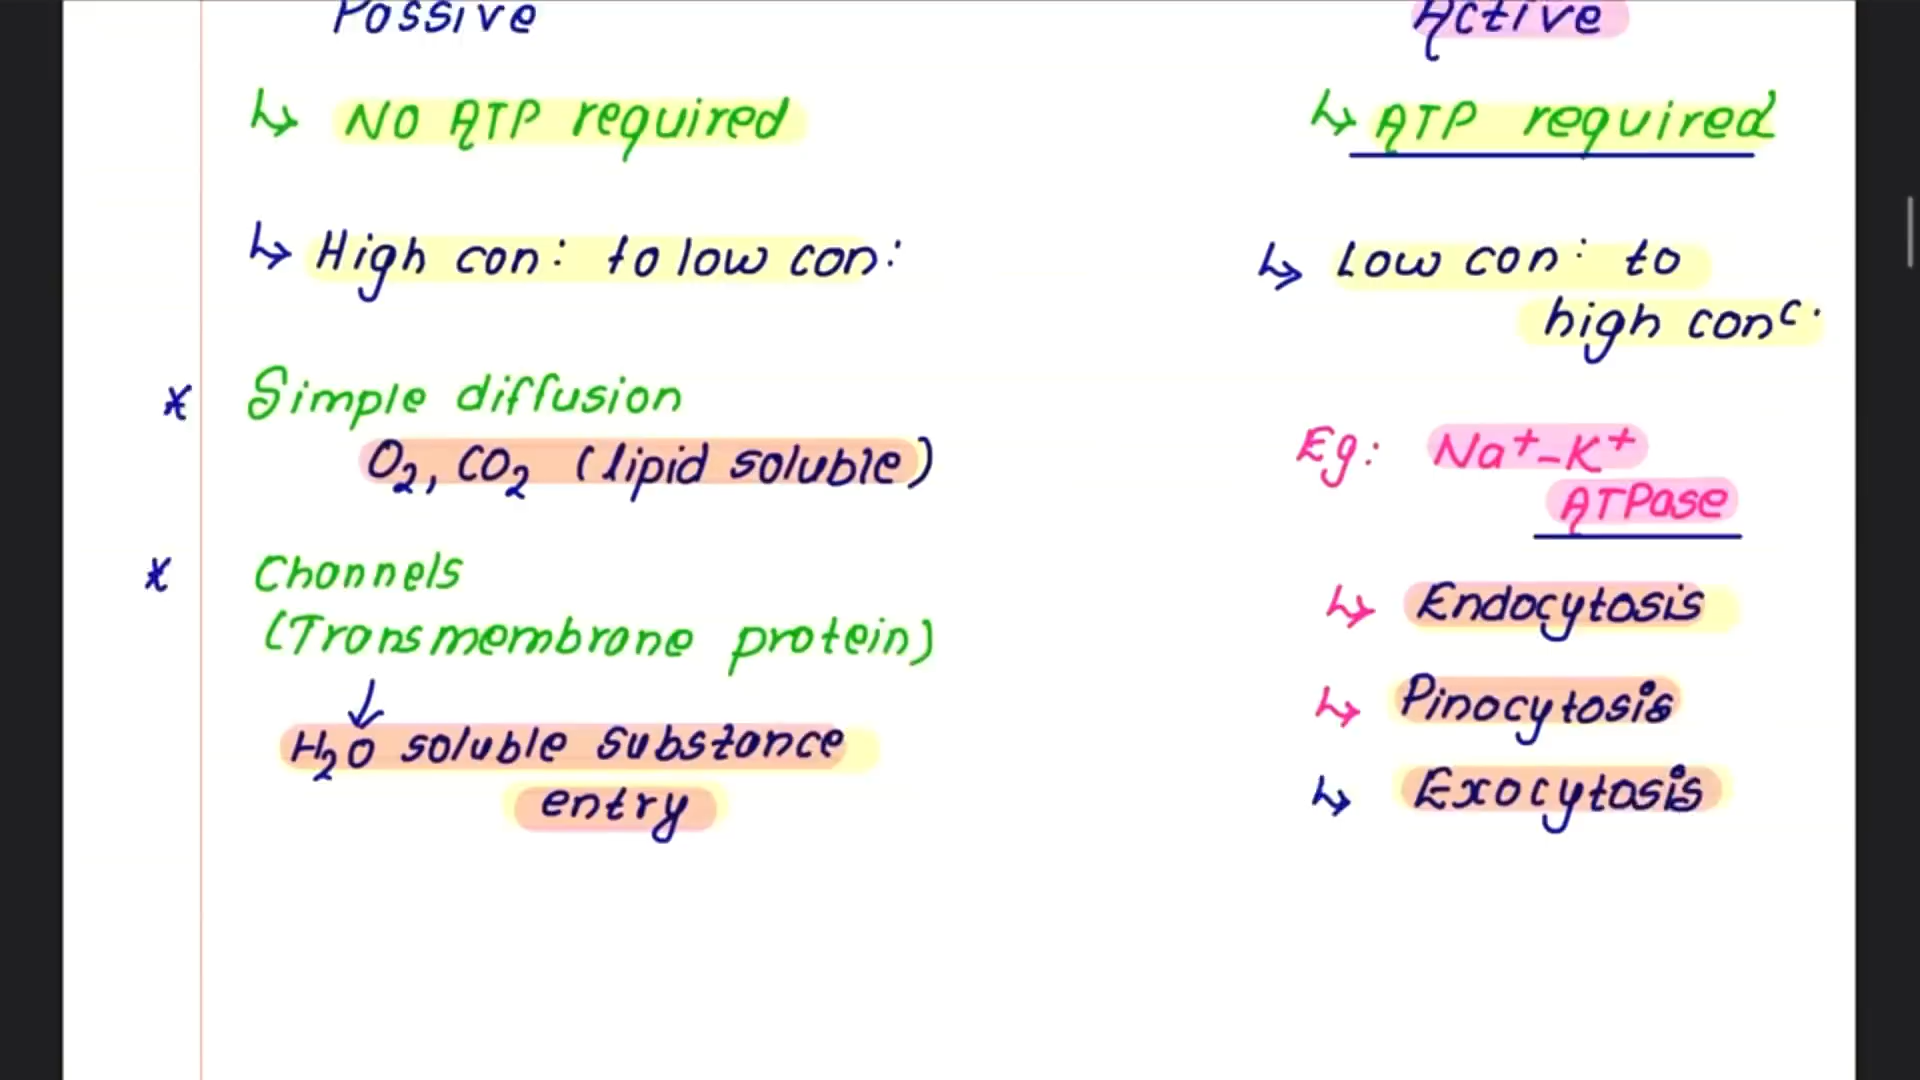 Passive
↳ No ATP required
↳ High con: to low con:
* Simple diffusion
O₂, CO₂ (lipid soluble)
* Channels
(Transmembrane protein)
↓
H₂O soluble substance
entry
Active
↳ ATP required
↳ Low con: to
high conc.
Eg: Na⁺-K⁺
ATPase
↳ Endocytosis
↳ Pinocytosis
↳ Exocytosis